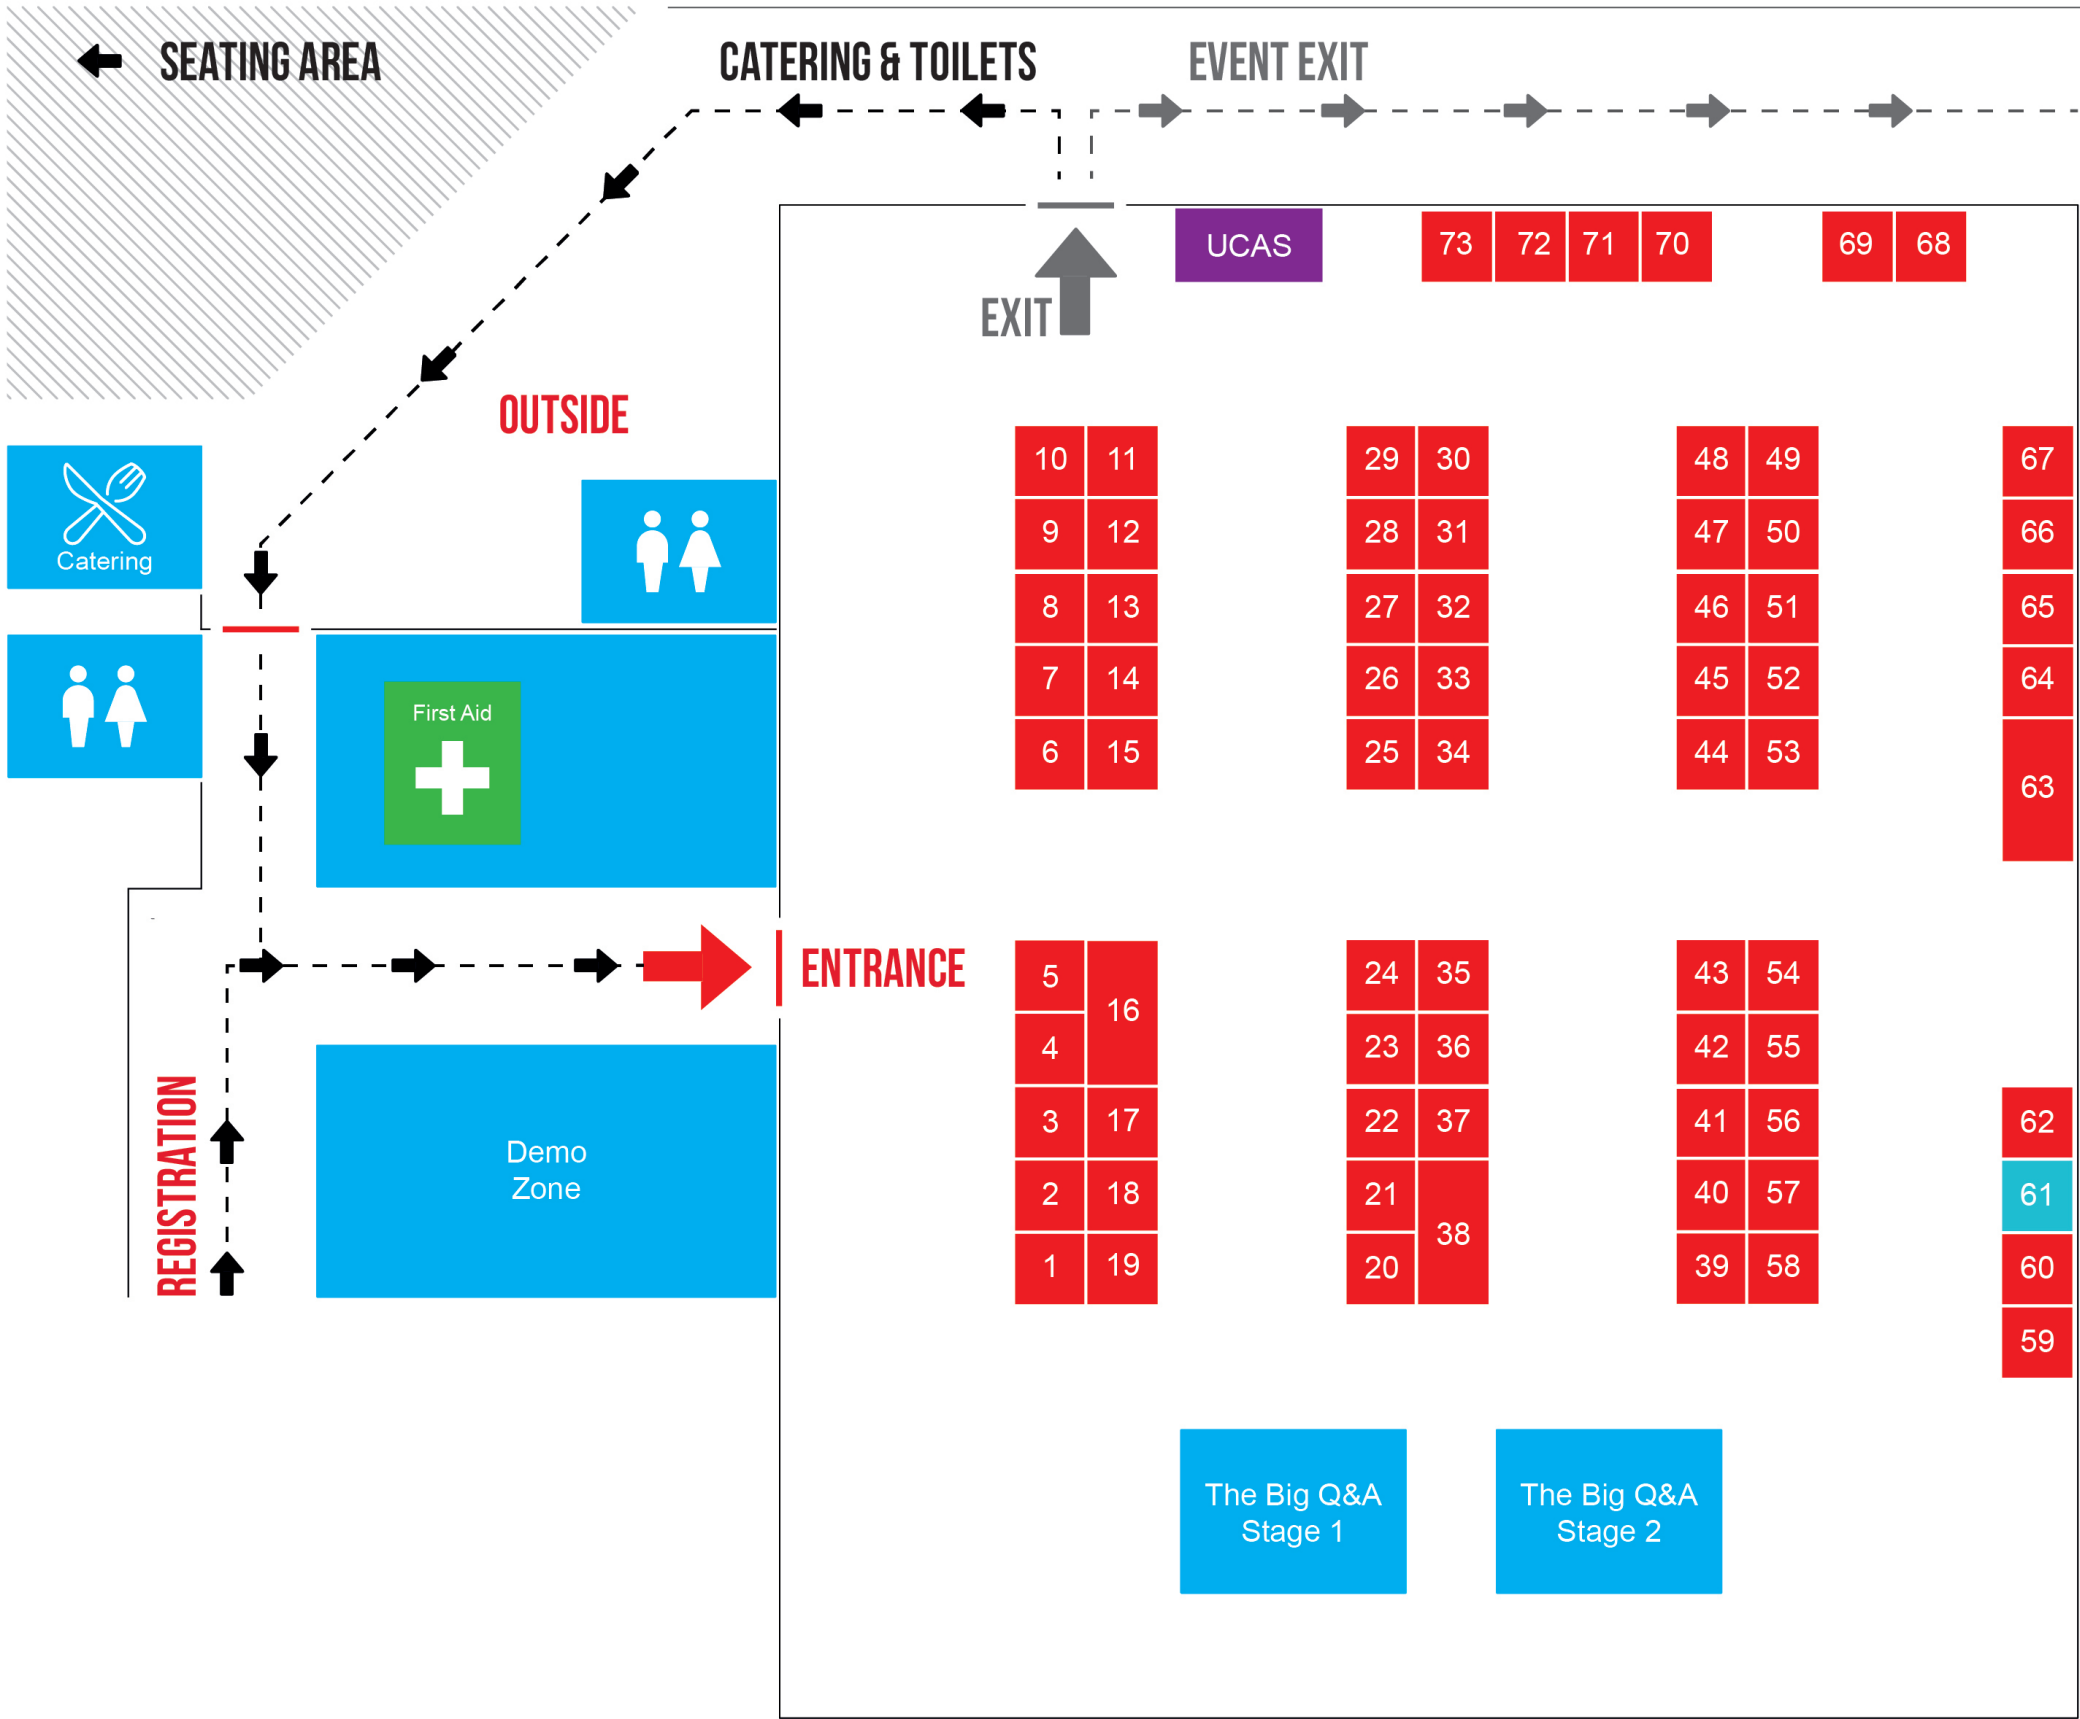 SEATING AREA
CATERING & TOILETS
EVENT EXIT
UCAS
73 72 71 70 69 68
EXIT
OUTSIDE
Catering
10 11 29 30 48 49 67
9 12 28 31 47 50 66
8 13 27 32 46 51 65
7 14 26 33 45 52 64
6 15 25 34 44 53
63
First Aid
ENTRANCE
5 24 35 43 54
16
4 23 36 42 55
3 17 22 37 41 56 62
2 18 21 40 57 61
38
1 19 20 39 58 60
59
REGISTRATION
Demo
Zone
The Big Q&A
Stage 1
The Big Q&A
Stage 2